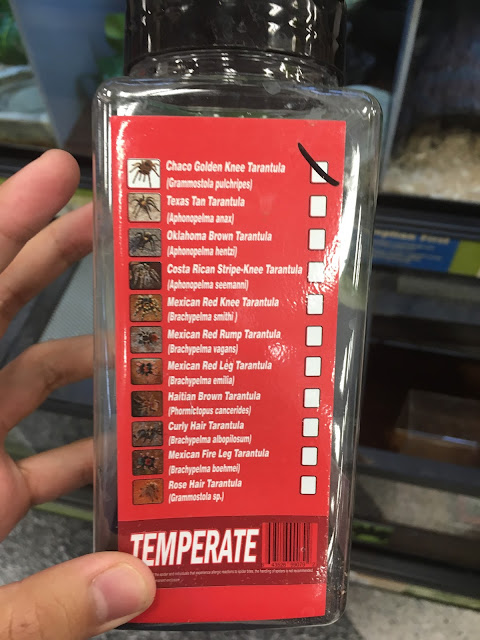 Chaco Golden Knee Tarantula
(Grammostola pulchripes)
Texas Tan Tarantula
(Aphonopelma anax)
Oklahoma Brown Tarantula
(Aphonopelma hentzi)
Costa Rican Stripe-Knee Tarantula
(Aphonopelma seemanni)
Mexican Red Knee Tarantula
(Brachypelma smithi )
Mexican Red Rump Tarantula
(Brachypelma vagans)
Mexican Red Leg Tarantula
(Brachypelma emilia)
Haitian Brown Tarantula
(Phormictopus cancerides)
Curly Hair Tarantula
(Brachypelma albopilosum)
Mexican Fire Leg Tarantula
(Brachypelma boehmei)
Rose Hair Tarantula
(Grammostola sp.)
TEMPERATE